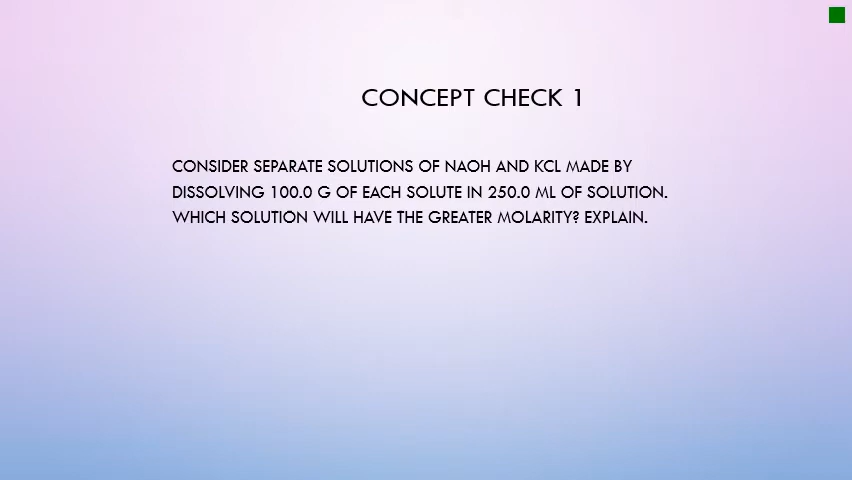 CONCEPT CHECK 1
CONSIDER SEPARATE SOLUTIONS OF NAOH AND KCL MADE BY
DISSOLVING 100.0 G OF EACH SOLUTE IN 250.0 ML OF SOLUTION.
WHICH SOLUTION WILL HAVE THE GREATER MOLARITY? EXPLAIN.